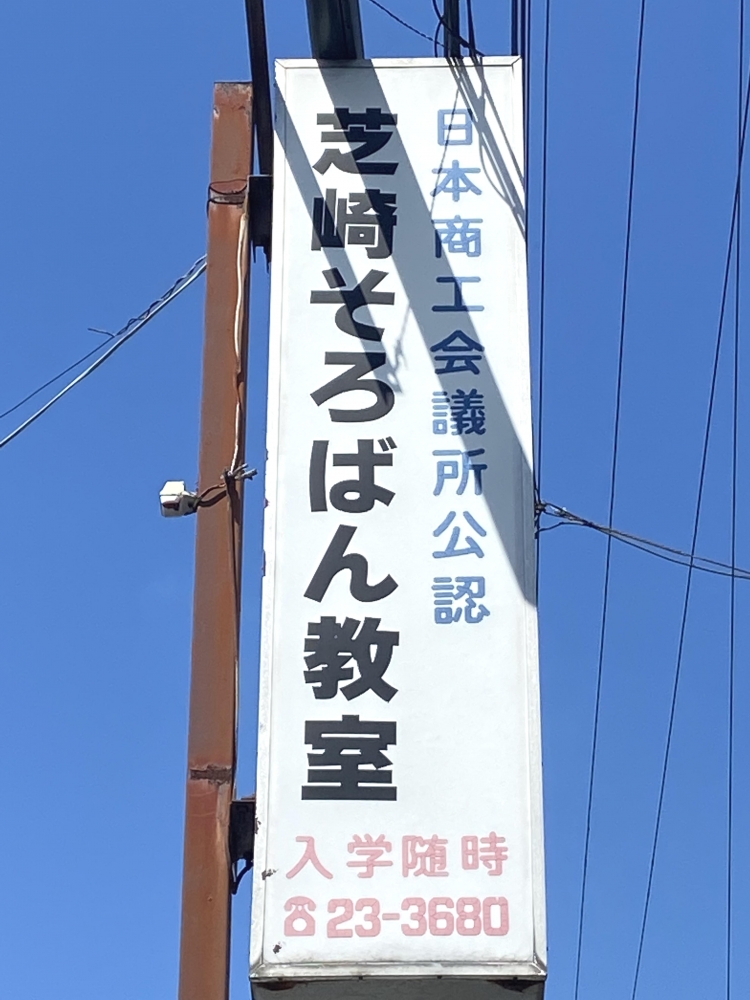 日本商工会議所公認
芝崎そろばん教室
入学随時
☎23-3680